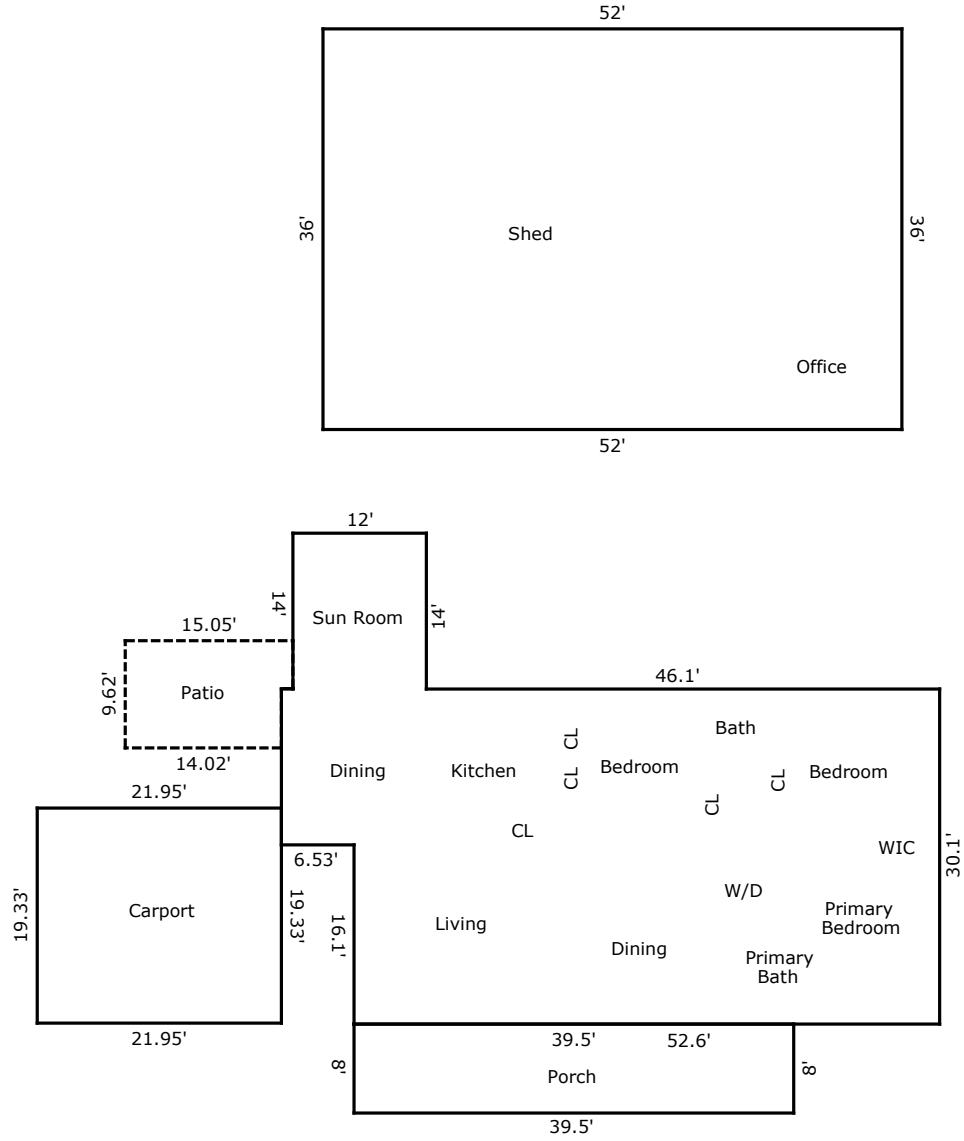 52'
36'
36'
Shed
Office
52'
12'
14'
Sun Room
14'
15.05'
9.62'
Patio
46.1'
14.02'
Dining
Kitchen
CL
CL
Bedroom
Bath
CL
CL
Bedroom
21.95'
CL
6.53'
WIC
30.1'
19.33'
Carport
19.33'
16.1'
Living
W/D
Primary
Bedroom
Dining
Primary
Bath
21.95'
39.5'
52.6'
8'
Porch
8'
39.5'